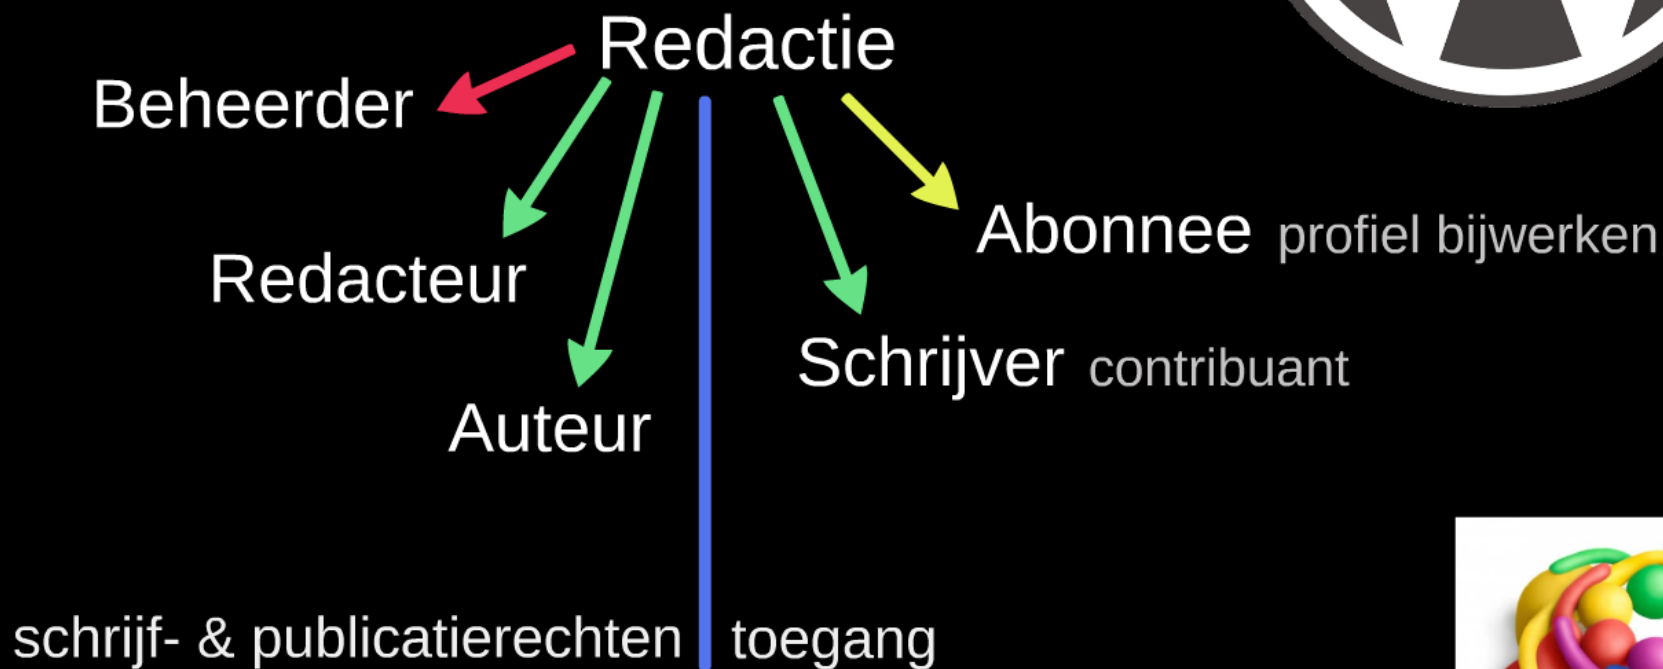 Redactie
Beheerder
Redacteur
Auteur
Abonnee profiel bijwerken
Schrijver contribuant
schrijf- & publicatierechten
toegang